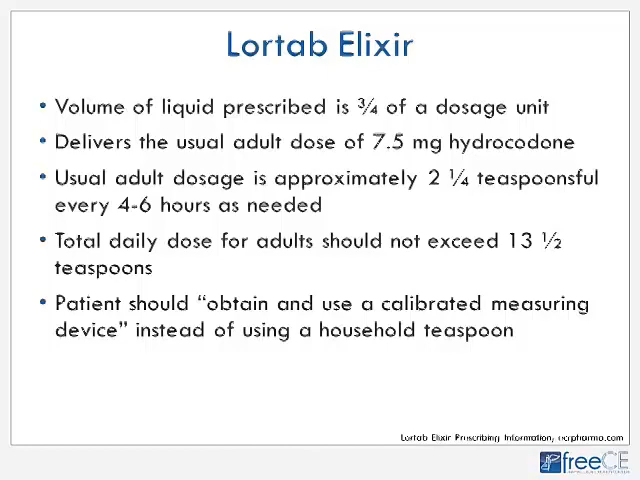 Lortab Elixir
• Volume of liquid prescribed is ¾ of a dosage unit
• Delivers the usual adult dose of 7.5 mg hydrocodone
• Usual adult dosage is approximately 2 ¼ teaspoonsful
every 4-6 hours as needed
• Total daily dose for adults should not exceed 13 ½
teaspoons
• Patient should “obtain and use a calibrated measuring
device” instead of using a household teaspoon
Lortab Elixir Prescribing Information,
freeCE